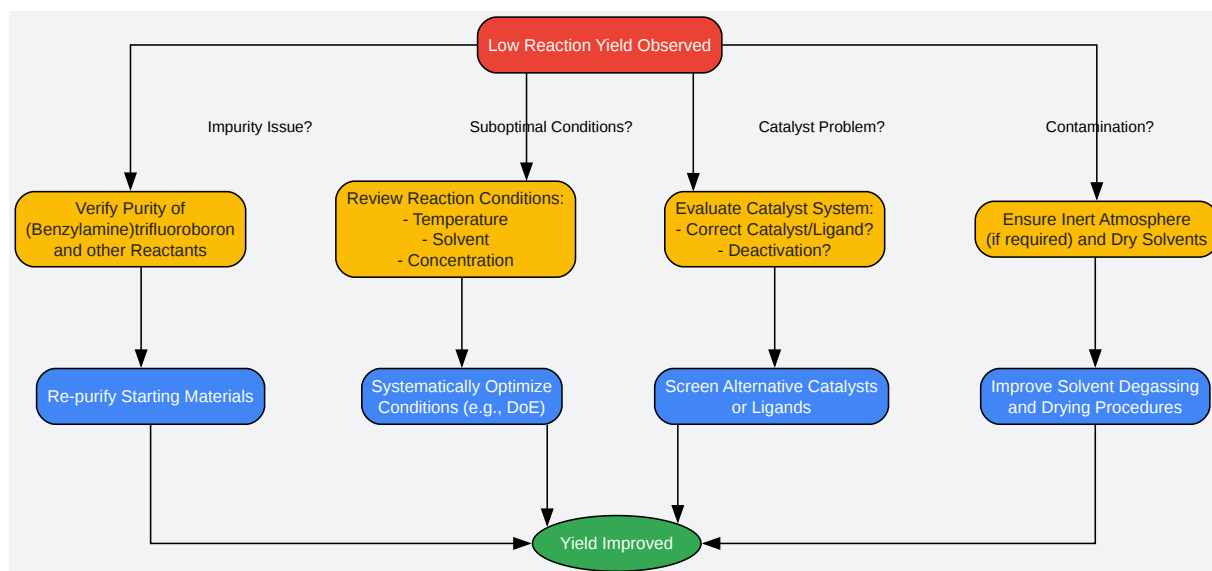 Low Reaction Yield Observed
Impurity Issue?
Suboptimal Conditions?
Catalyst Problem?
Contamination?
Verify Purity of
(Benzylamine)trifluoroboron
and other Reactants
Review Reaction Conditions:
- Temperature
- Solvent
- Concentration
Evaluate Catalyst System:
- Correct Catalyst/Ligand?
- Deactivation?
Ensure Inert Atmosphere
(if required) and Dry Solvents
Re-purify Starting Materials
Systematically Optimize
Conditions (e.g., DoE)
Screen Alternative Catalysts
or Ligands
Improve Solvent Degassing
and Drying Procedures
Yield Improved